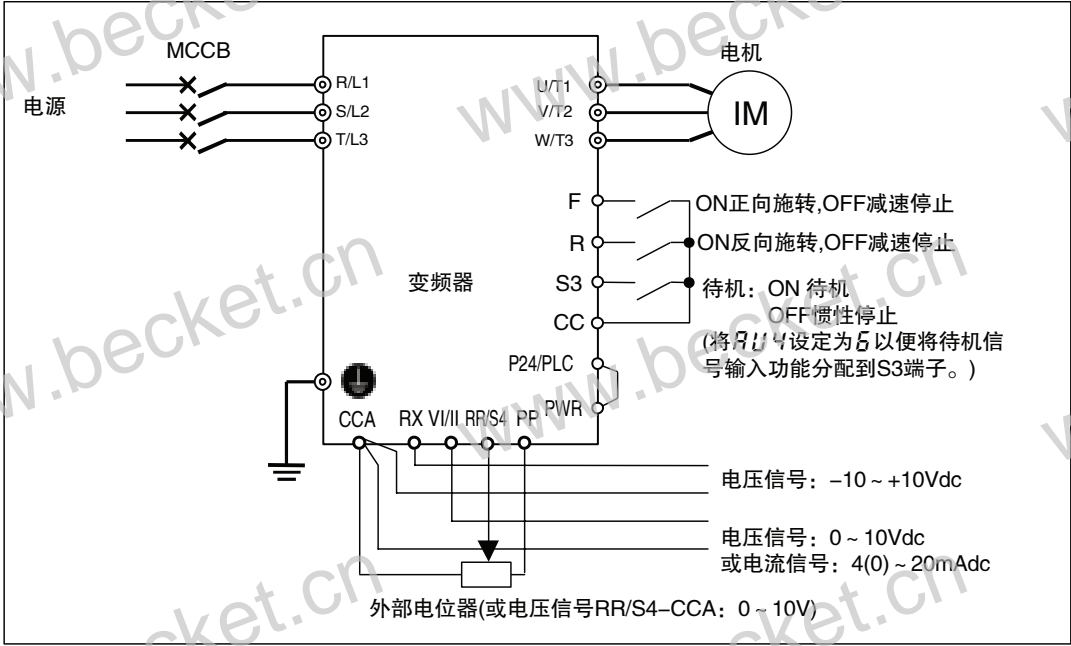 MCCB
电机
电源
R/L1
S/L2
T/L3
U/T1
V/T2
W/T3
IM
F
ON正向施转,OFF减速停止
R
ON反向施转,OFF减速停止
变频器
S3
待机：ON 待机
OFF惯性停止
CC
(将AU4设定为6以便将待机信
号输入功能分配到S3端子。)
P24/PLC
PWR
CCA
RX
VI/II
RR/S4
PP
电压信号：–10 ~ +10Vdc
电压信号：0 ~ 10Vdc
或电流信号：4(0) ~ 20mAdc
外部电位器(或电压信号RR/S4–CCA：0 ~ 10V)
www.becket.cn